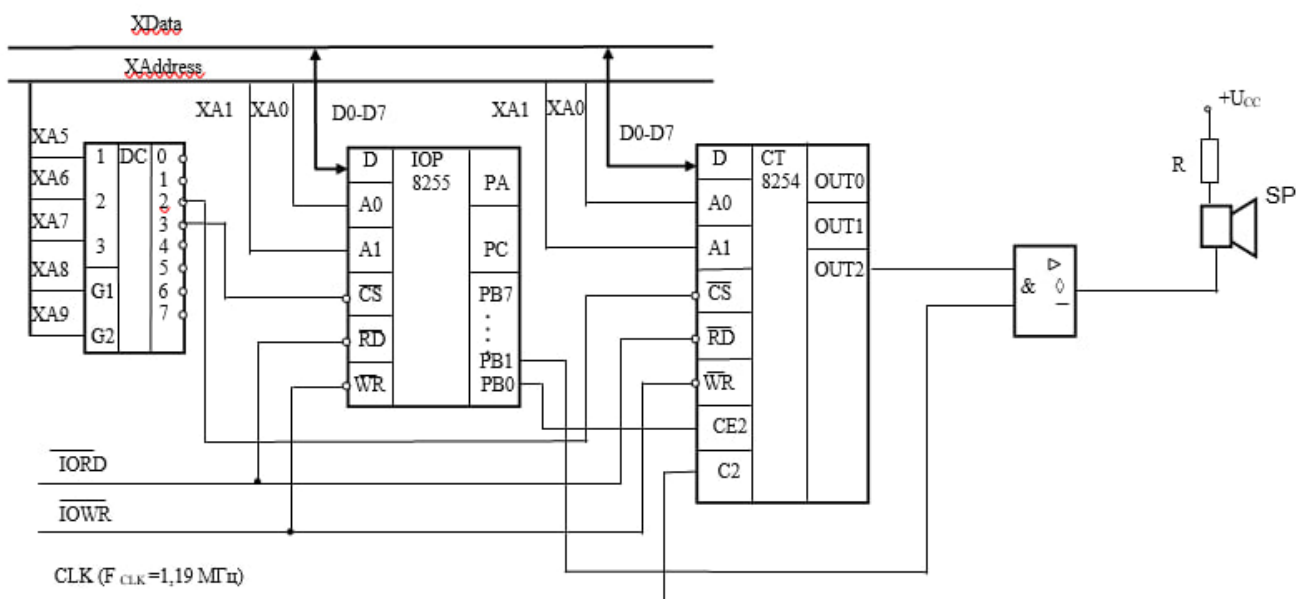 XData
XAddress
XA1 XA0 D0-D7
XA1 XA0 D0-D7
XA5
XA6
XA7
XA8
XA9
1
2
3
G1
G2
DC
0
1
2
3
4
5
6
7
D
A0
A1
CS
RD
WR
IOP
8255
PA
PC
PB7
PB1
PB0
D
A0
A1
CS
RD
WR
CE2
C2
CT
8254
OUT0
OUT1
OUT2
&
+UCC
R
SP
IORD
IOWR
CLK (F CLK =1,19 МГц)